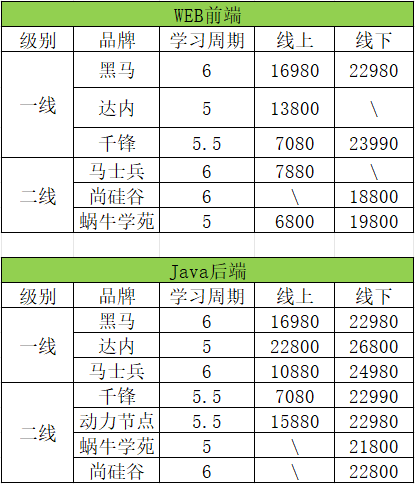 WEB前端
级别 品牌 学习周期 线上 线下
一线 黑马 6 16980 22980
达内 5 13800 \
千锋 5.5 7080 23990
二线 马士兵 6 7880 \
尚硅谷 6 \ 18800
蜗牛学苑 5 6800 19800
Java后端
级别 品牌 学习周期 线上 线下
一线 黑马 6 16980 22980
达内 5 22800 26800
马士兵 6 10880 24980
二线 千锋 5.5 7080 22990
动力节点 5.5 15880 22980
蜗牛学苑 5 \ 21800
尚硅谷 6 \ 22800